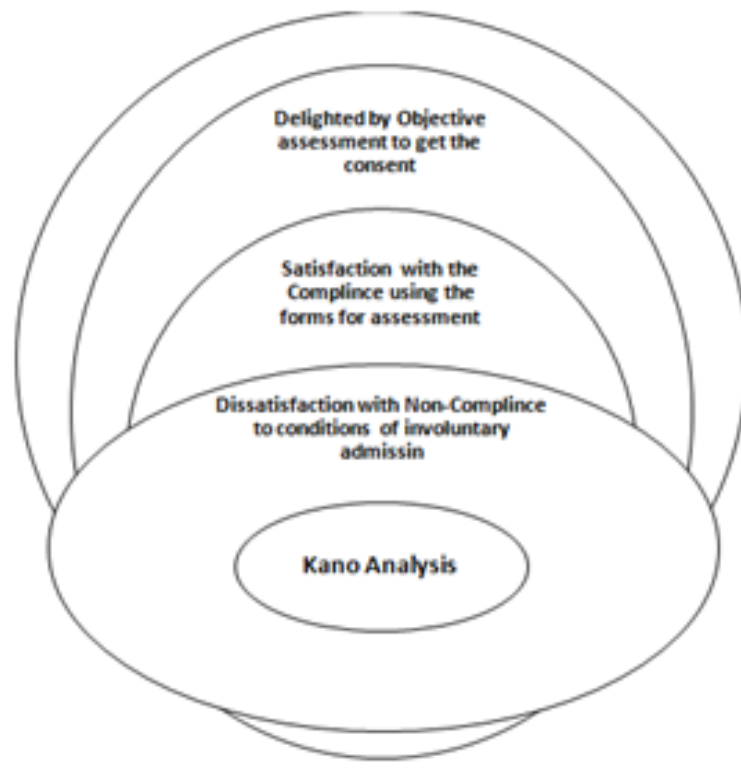 Delighted by Objective
assessment to get the
consent
Satisfaction with the
Complince using the
forms for assessment
Dissatisfaction with Non-Complince
to conditions of involuntary
admissin
Kano Analysis